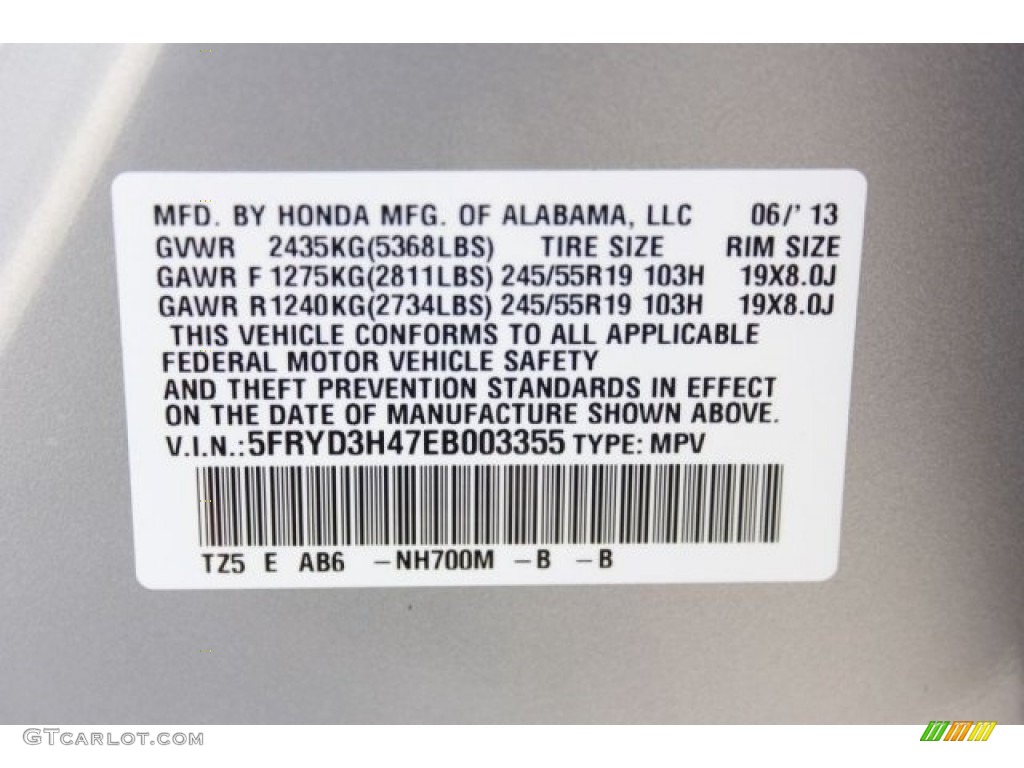 MFD. BY HONDA MFG. OF ALABAMA, LLC 06/' 13
GVWR 2435KG(5368LBS) TIRE SIZE RIM SIZE
GAWR F 1275KG(2811LBS) 245/55R19 103H 19X8.0J
GAWR R 1240KG(2734LBS) 245/55R19 103H 19X8.0J
THIS VEHICLE CONFORMS TO ALL APPLICABLE
FEDERAL MOTOR VEHICLE SAFETY
AND THEFT PREVENTION STANDARDS IN EFFECT
ON THE DATE OF MANUFACTURE SHOWN ABOVE.
V.I.N.: 5FRYD3H47EB003355 TYPE: MPV
TZ5 E AB6 –NH700M –B –B
GTCARLOT.COM